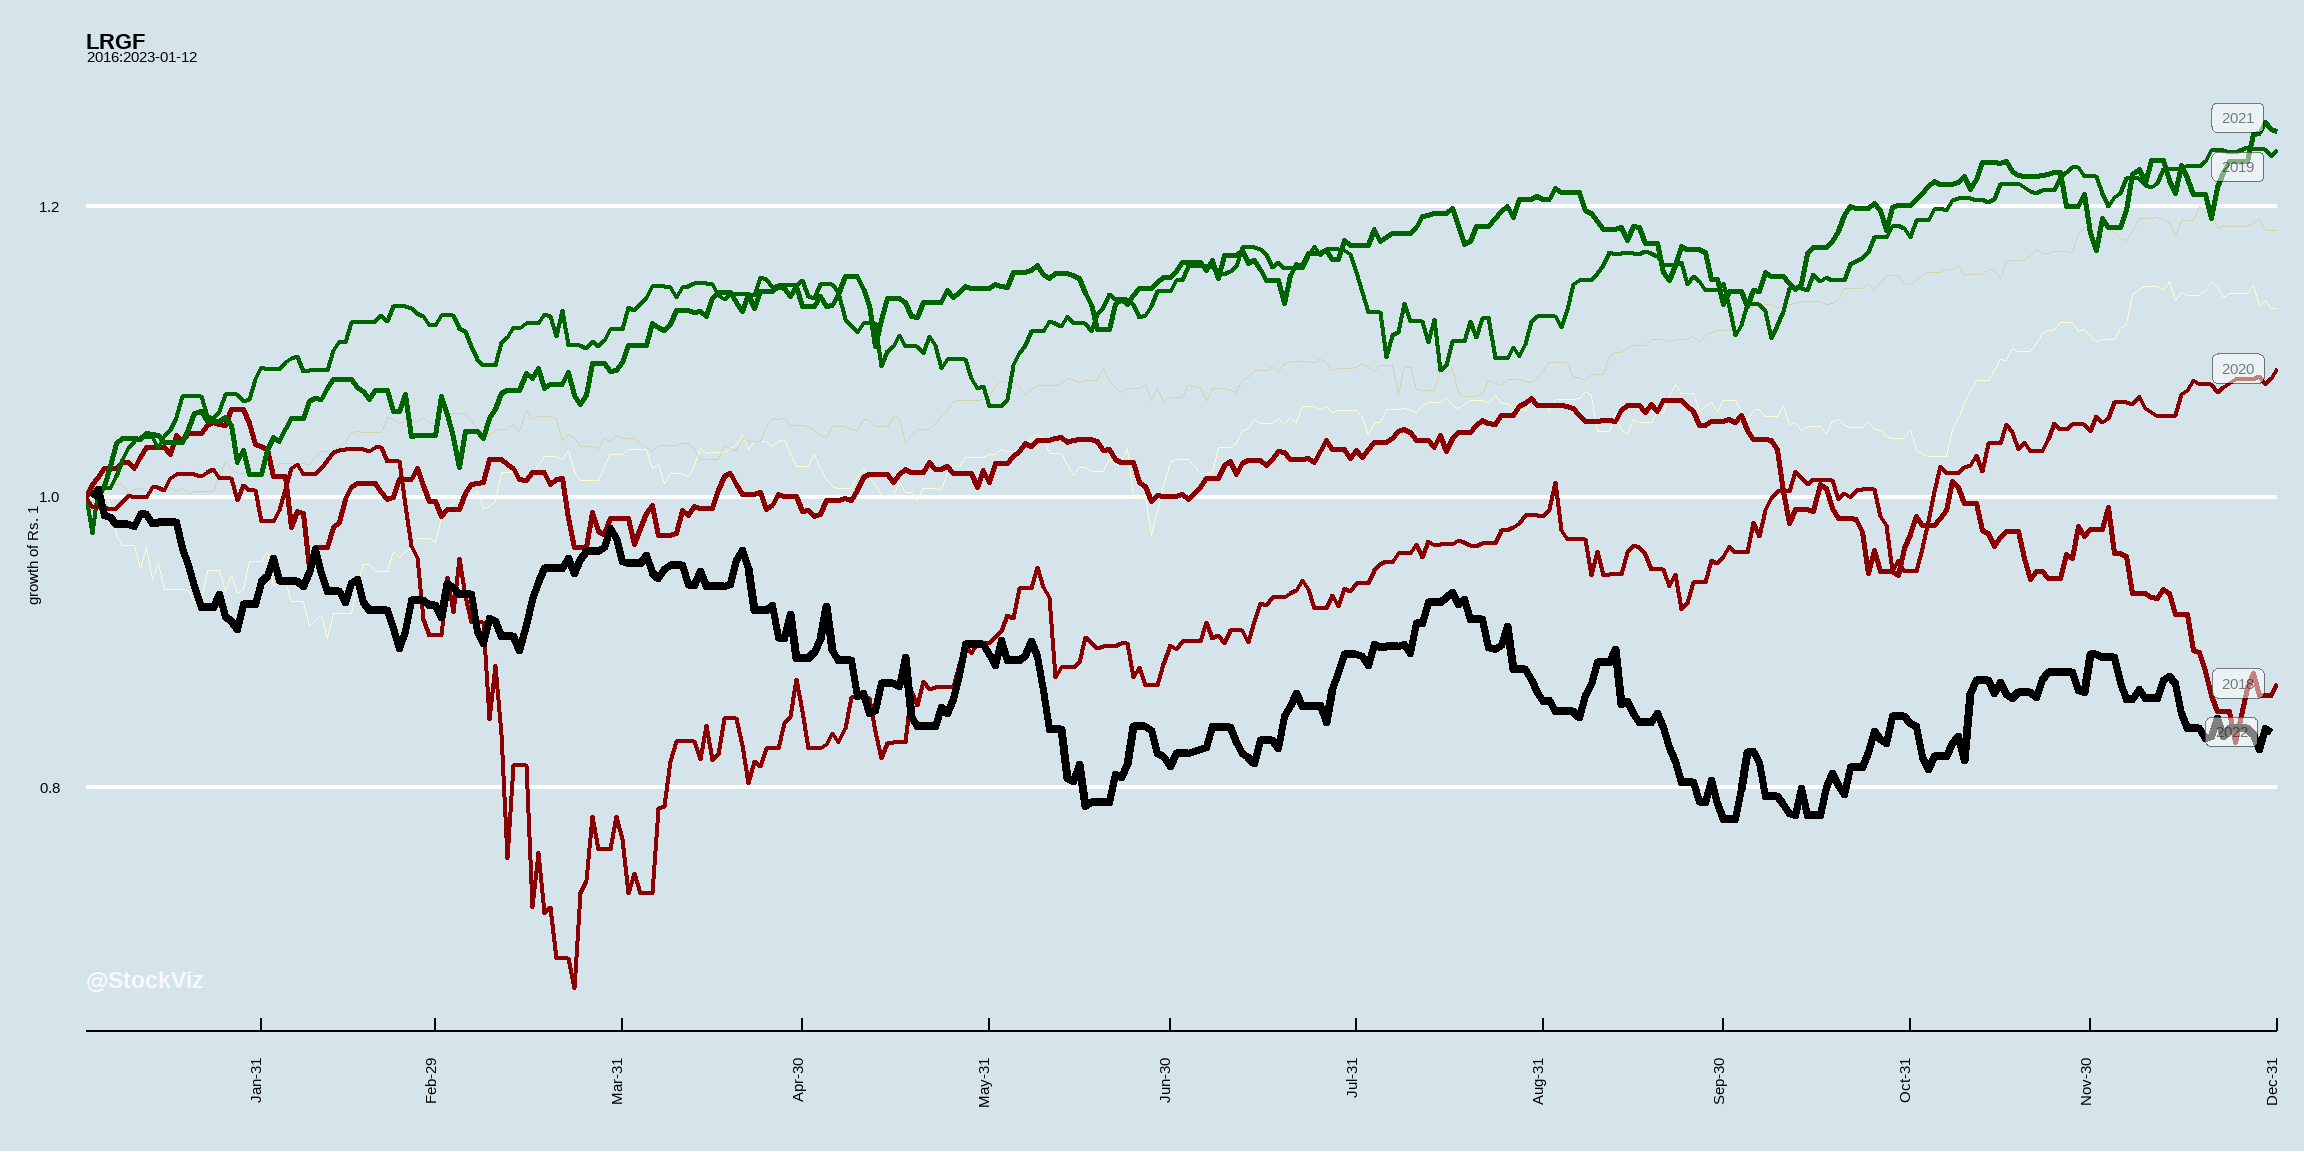 LRGF
2016:2023-01-12
2021
2019
1.2
2020
1.0
growth of Rs. 1
2018
2022
0.8
@StockViz
Jan-31
Feb-29
Mar-31
Apr-30
May-31
Jun-30
Jul-31
Aug-31
Sep-30
Oct-31
Nov-30
Dec-31